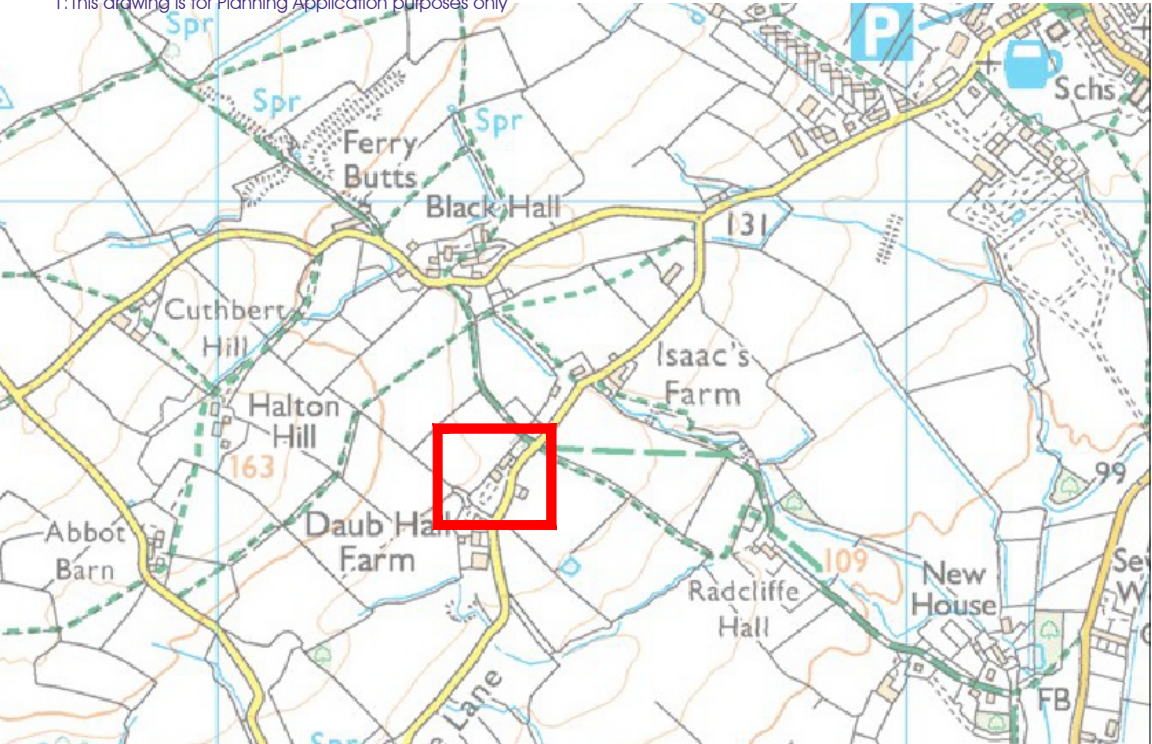 1: This drawing is for Planning Application purposes only
Spr
P
Spr
Schs
Spr
Ferry
Butts
Black Hall
131
Cuthbert
Hill
Isaac's
Farm
Halton
Hill
163
99
Abbot
Barn
Daub Hall
Farm
109
New
House
Radcliffe
Hall
FB
Lane
Spr